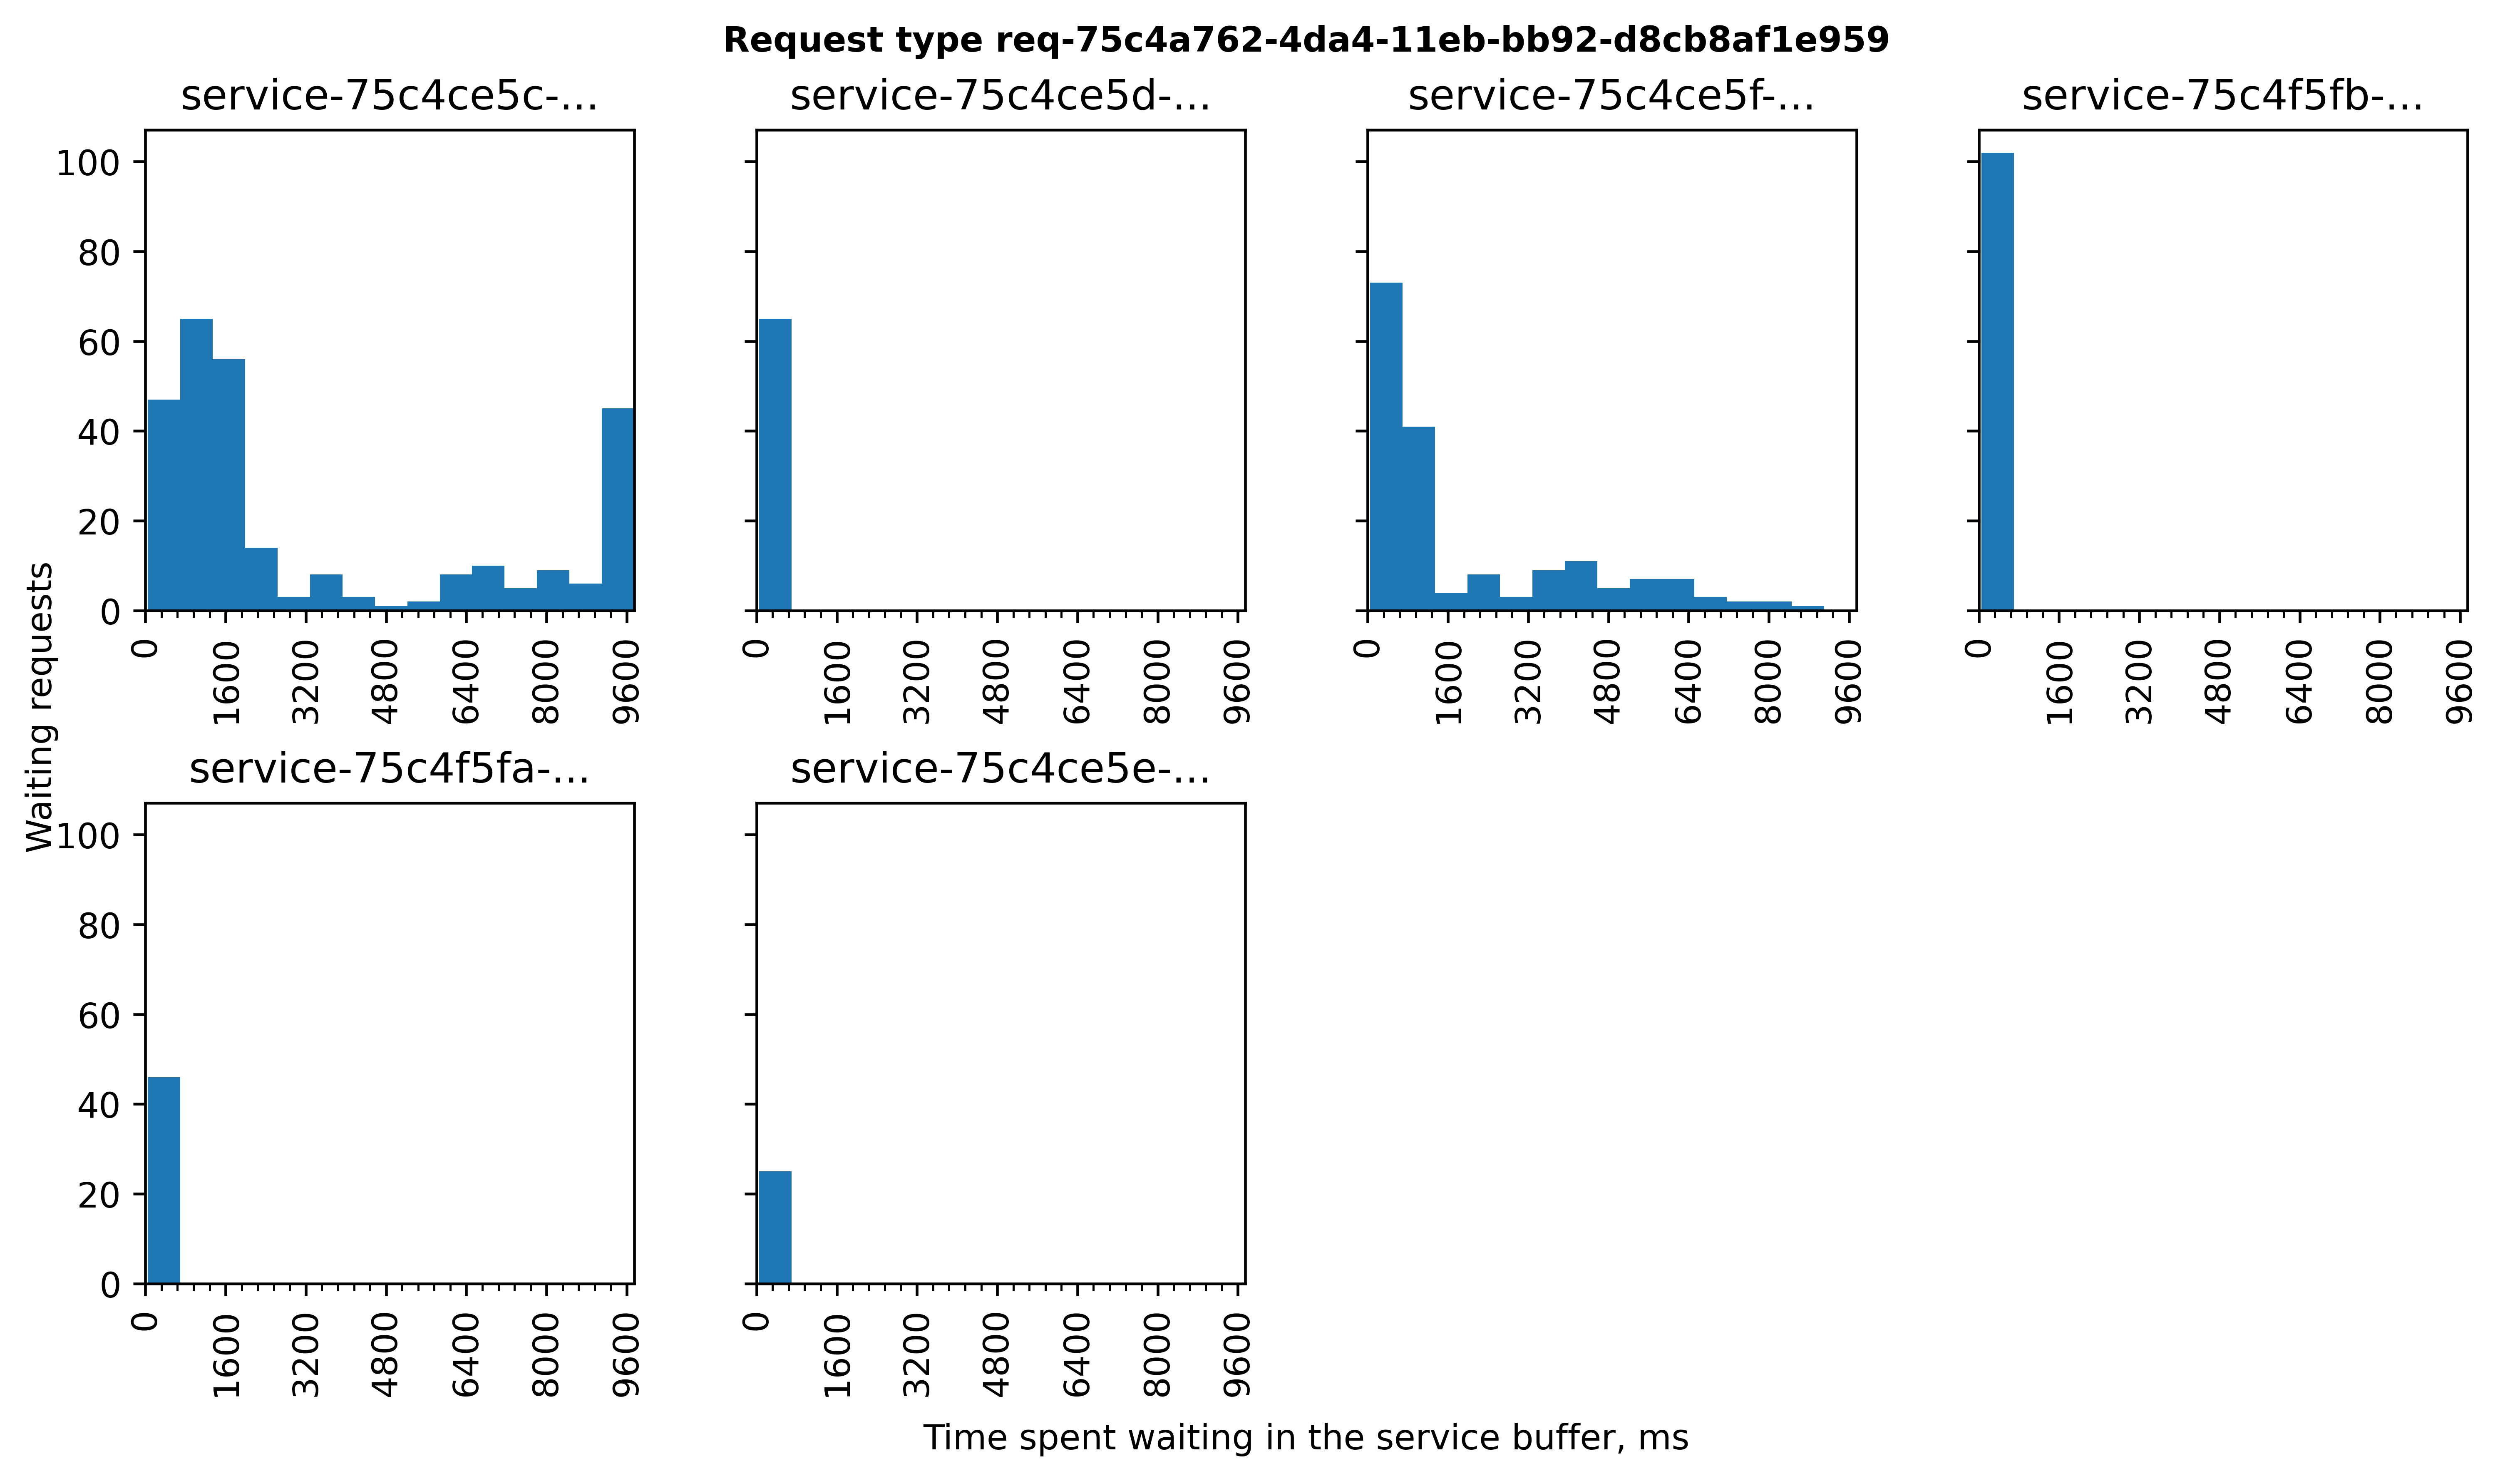 Request type req-75c4a762-4da4-11eb-bb92-d8cb8af1e959
service-75c4ce5c-...
service-75c4ce5d-...
service-75c4ce5f-...
service-75c4f5fb-...
100
80
60
40
20
0
0 1600 3200 4800 6400 8000 9600
0 1600 3200 4800 6400 8000 9600
0 1600 3200 4800 6400 8000 9600
0 1600 3200 4800 6400 8000 9600
Waiting requests
service-75c4f5fa-...
service-75c4ce5e-...
100
80
60
40
20
0
0 1600 3200 4800 6400 8000 9600
0 1600 3200 4800 6400 8000 9600
Time spent waiting in the service buffer, ms